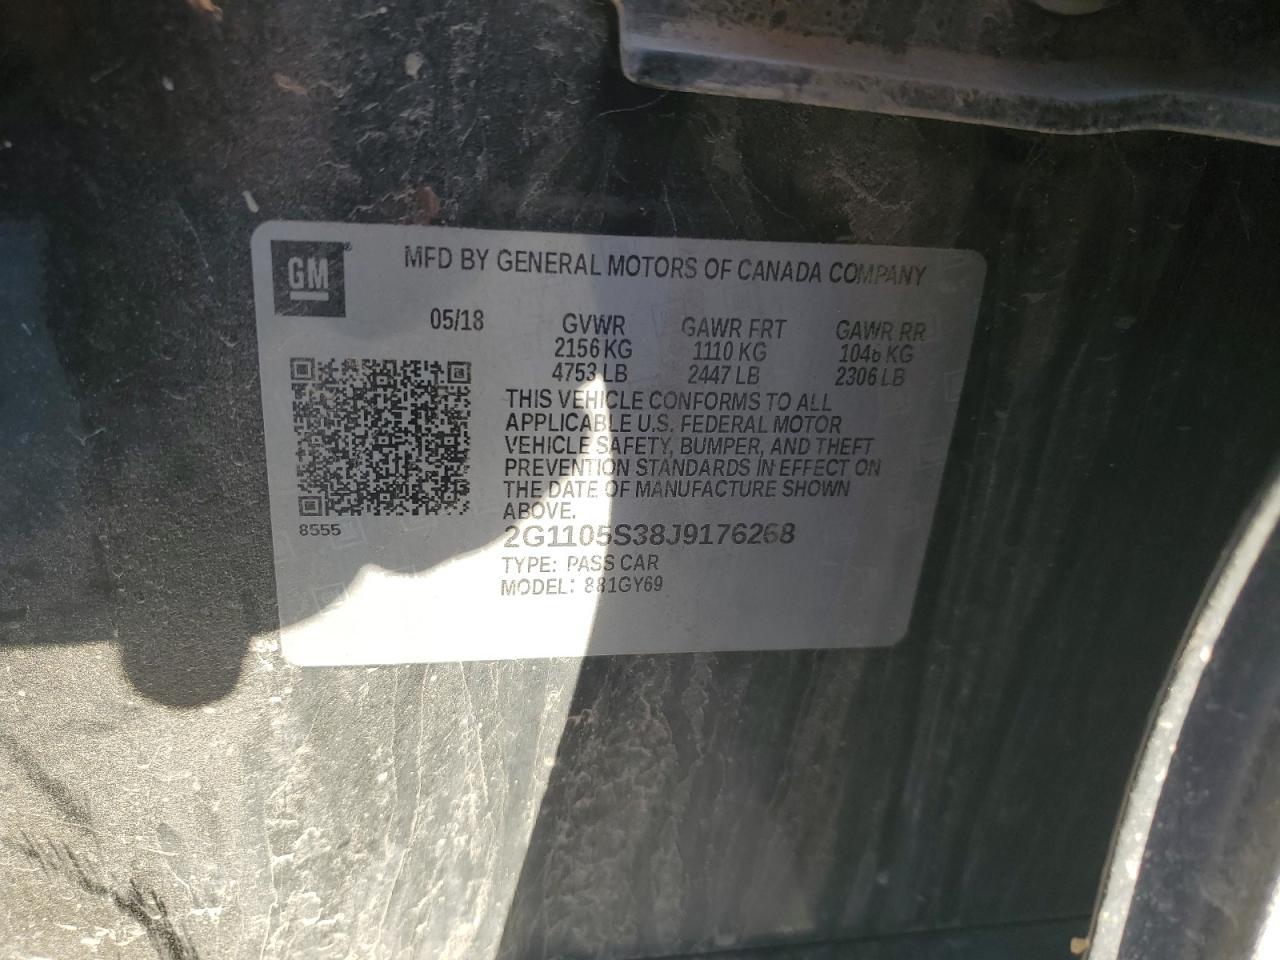 GM®
MFD BY GENERAL MOTORS OF CANADA COMPANY
05/18
GVWR
2156 KG
4753 LB
GAWR FRT
1110 KG
2447 LB
GAWR RR
1046 KG
2306 LB
THIS VEHICLE CONFORMS TO ALL
APPLICABLE U.S. FEDERAL MOTOR
VEHICLE SAFETY, BUMPER, AND THEFT
PREVENTION STANDARDS IN EFFECT ON
THE DATE OF MANUFACTURE SHOWN
ABOVE.
8555
2G1105S38J9176268
TYPE: PASS CAR
MODEL: 881GY69